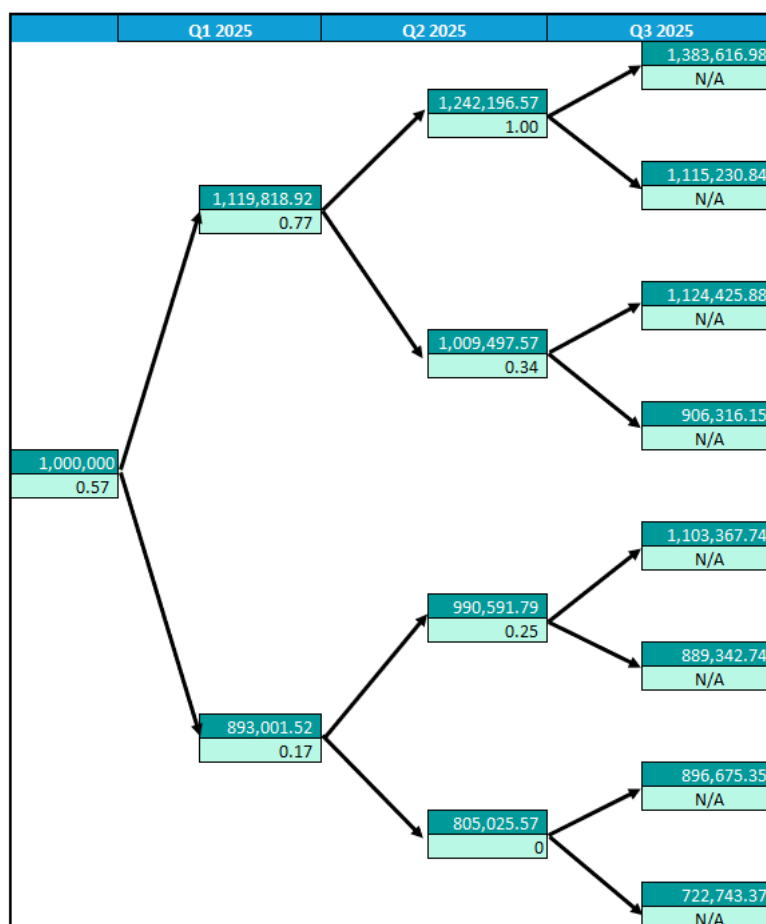 Q1 2025 Q2 2025 Q3 2025
1,383,616.98
N/A
1,242,196.57
1.00
1,115,230.84
N/A
1,119,818.92
0.77
1,124,425.88
N/A
1,009,497.57
0.34
906,316.15
N/A
1,000,000
0.57
1,103,367.74
N/A
990,591.79
0.25
889,342.74
N/A
893,001.52
0.17
896,675.35
N/A
805,025.57
0
722,743.37
N/A